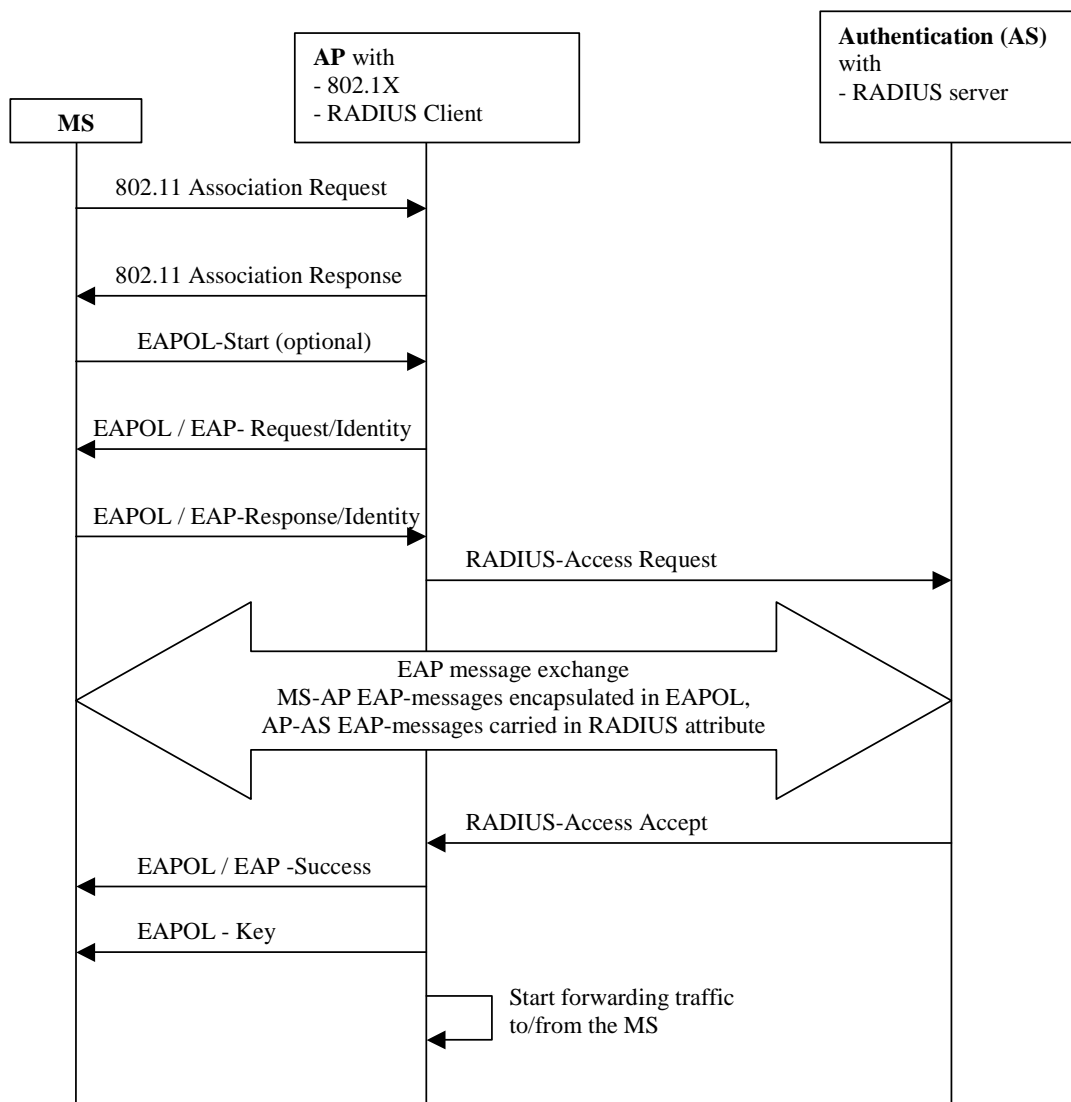 MS
AP with
- 802.1X
- RADIUS Client
Authentication (AS)
with
- RADIUS server
802.11 Association Request
802.11 Association Response
EAPOL-Start (optional)
EAPOL / EAP- Request/Identity
EAPOL / EAP-Response/Identity
RADIUS-Access Request
EAP message exchange
MS-AP EAP-messages encapsulated in EAPOL,
AP-AS EAP-messages carried in RADIUS attribute
RADIUS-Access Accept
EAPOL / EAP -Success
EAPOL - Key
Start forwarding traffic
to/from the MS